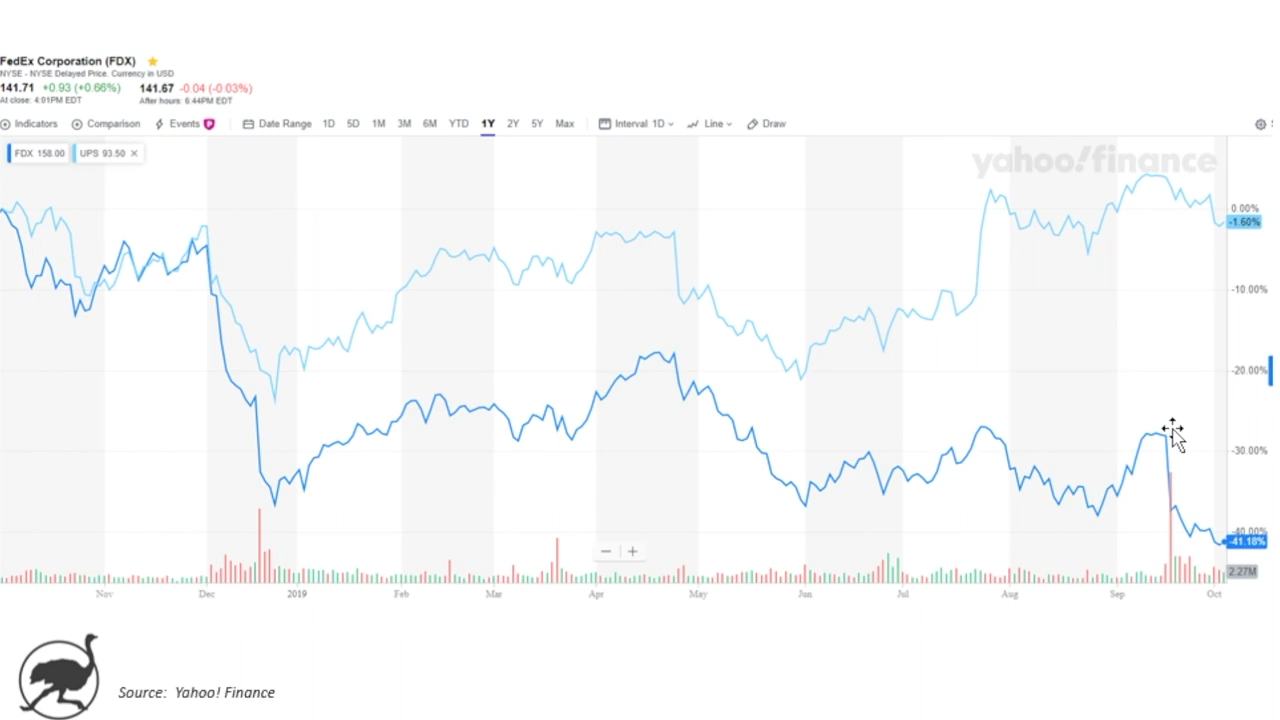 FedEx Corporation (FDX)
NYSE - NYSE Delayed Price. Currency in USD
141.71 +0.93 (+0.66%) 141.67 -0.04 (-0.03%)
At close: 4:01PM EDT After hours: 6:44PM EDT
Indicators Comparison Events Date Range 1D 5D 1M 3M 6M YTD 1Y 2Y 5Y Max Interval 1D Line Draw
FDX 158.00 UPS 93.50
yahoo!finance
0.00%
-1.60%
-10.00%
-20.00%
-30.00%
-40.00%
-41.18%
2.27M
Nov Dec 2019 Feb Mar Apr May Jun Jul Aug Sep Oct
Source: Yahoo! Finance